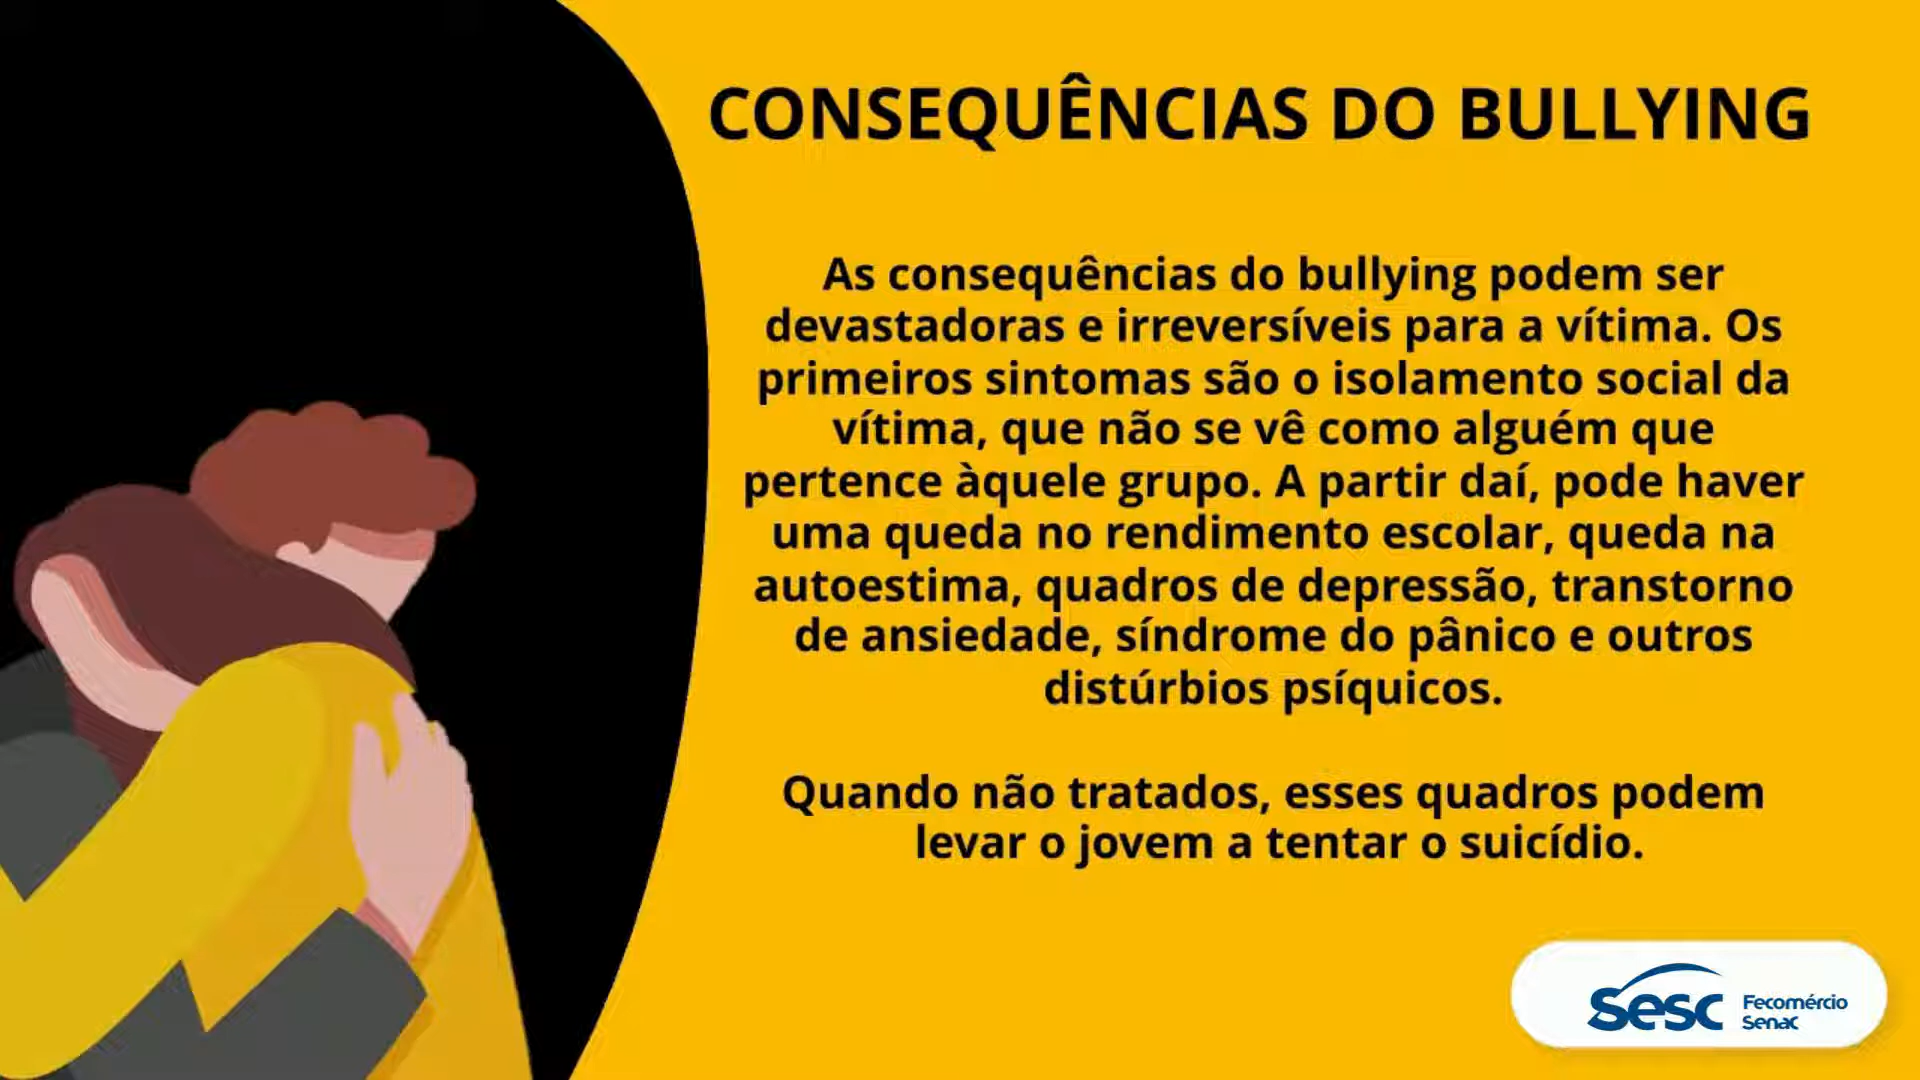 CONSEQUÊNCIAS DO BULLYING
As consequências do bullying podem ser
devastadoras e irreversíveis para a vítima. Os
primeiros sintomas são o isolamento social da
vítima, que não se vê como alguém que
pertence àquele grupo. A partir daí, pode haver
uma queda no rendimento escolar, queda na
autoestima, quadros de depressão, transtorno
de ansiedade, síndrome do pânico e outros
distúrbios psíquicos.
Quando não tratados, esses quadros podem
levar o jovem a tentar o suicídio.
Sesc
Fecomércio
Senac